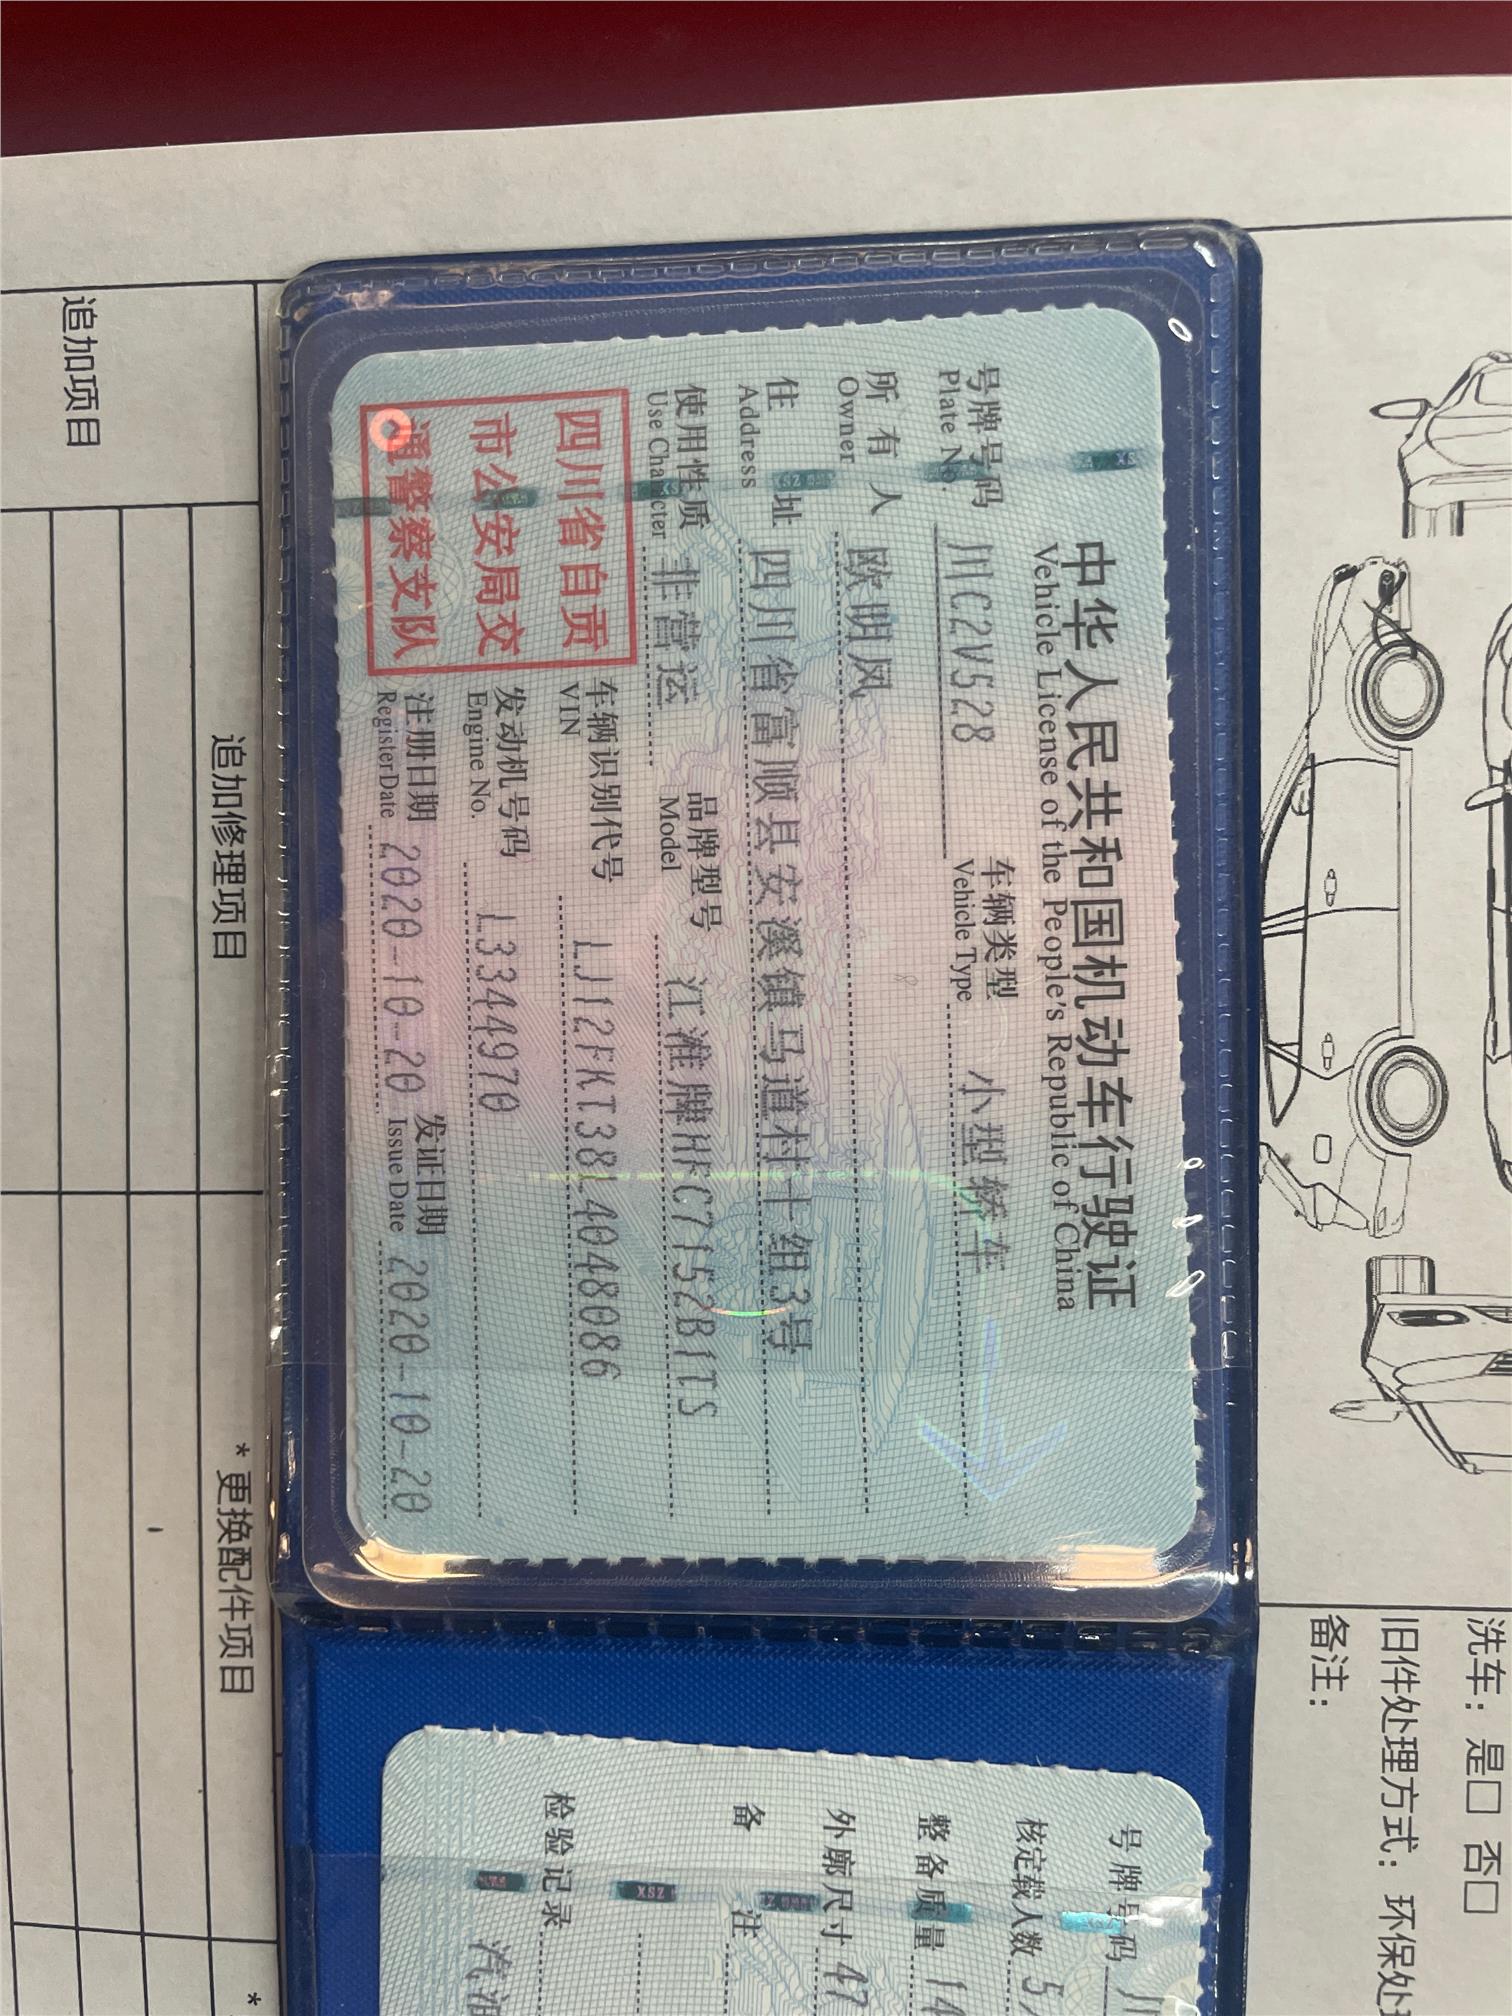 中华人民共和国机动车行驶证
Vehicle License of the People's Republic of China
号牌号码 川C2V528 车辆类型 小型轿车
Plate No. Vehicle Type
所有人 欧明风
Owner
住址 四川省富顺县安溪镇马道村十组3号
Address
使用性质 非营运 品牌型号 江淮牌HFC7152B1TS
Use Character Model
四川省自贡
市公安局交
通警察支队
车辆识别代号 LJ12FKT38L4048086
VIN
发动机号码 L3344970
Engine No.
注册日期 2020-10-20 发证日期 2020-10-20
Register Date Issue Date
号牌号码 川
核定载人数 5
整备质量 14
外廓尺寸 47
备注
检验记录 汽油
洗车：是□ 否□
旧件处理方式：环保处
备注：
追加项目
追加修理项目
*更换配件项目
*